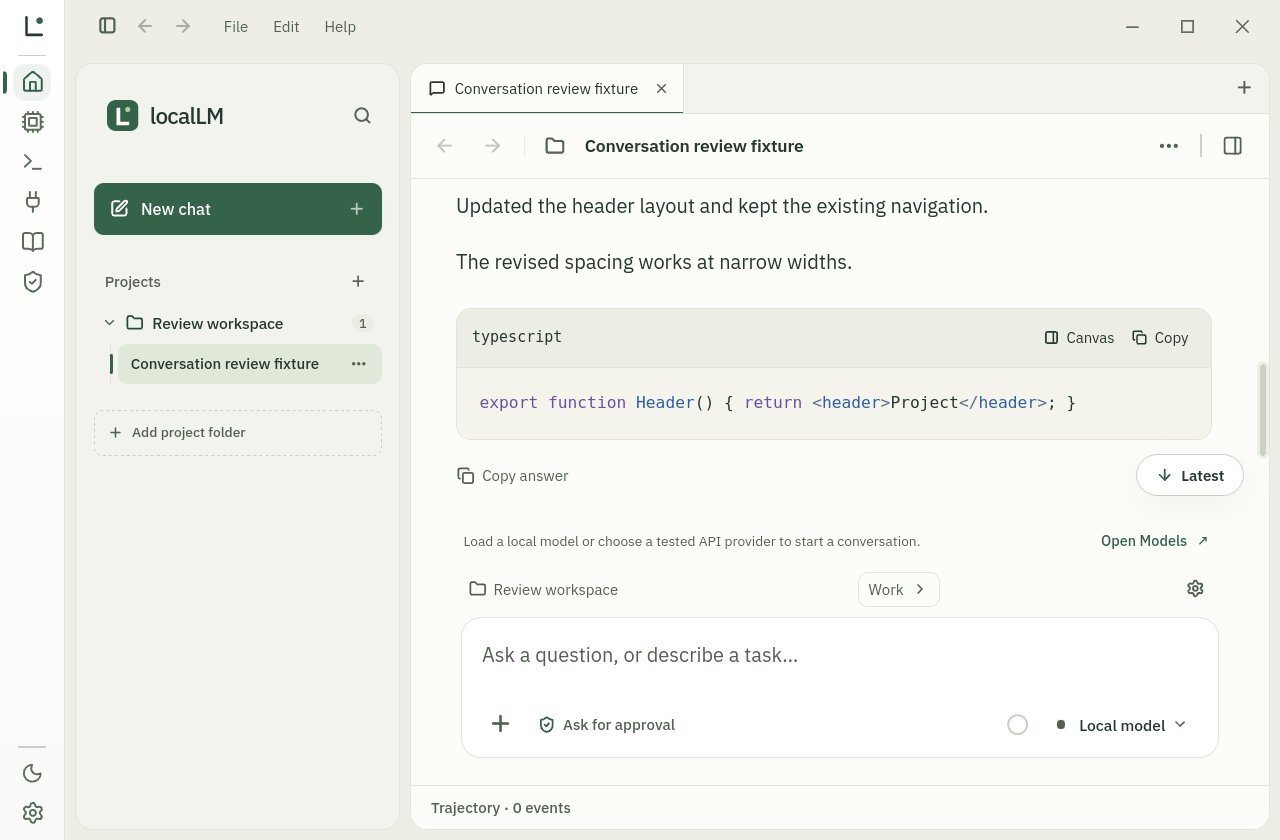 File Edit Help
localLM
New chat
Projects
Review workspace 1
Conversation review fixture
Add project folder
Conversation review fixture
Conversation review fixture
Updated the header layout and kept the existing navigation.
The revised spacing works at narrow widths.
typescript Canvas Copy
export function Header() { return <header>Project</header>; }
Copy answer
Latest
Load a local model or choose a tested API provider to start a conversation. Open Models ↗
Review workspace Work
Ask a question, or describe a task...
Ask for approval Local model
Trajectory · 0 events